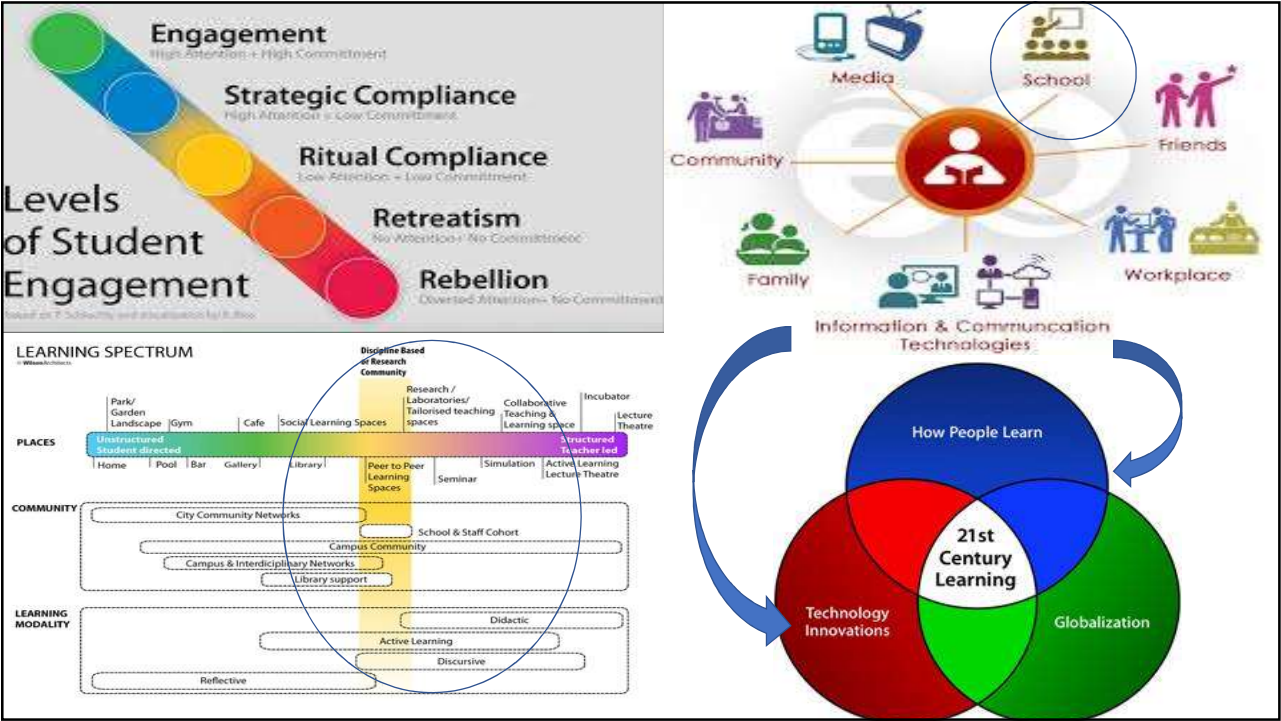 Engagement
High Attention + High Commitment
Strategic Compliance
High Attention + Low Commitment
Ritual Compliance
Low Attention + Low Commitment
Retreatism
No Attention+ No Committment
Rebellion
Diverted Attention+ No Commitment
Levels
of Student
Engagement
Media
School
Community
Friends
Family
Workplace
Information & Communcation
Technologies
LEARNING SPECTRUM
Discipline Based
or Research
Community
Park/
Garden
Landscape
Gym
Cafe
Social Learning Spaces
Research /
Laboratories/
Tailorised teaching
spaces
Collaborative
Teaching &
Learning space
Incubator
Lecture
Theatre
PLACES
Unstructured
Student directed
Structured
Teacher led
Home
Pool
Bar
Gallery
Library
Peer to Peer
Learning
Spaces
Seminar
Simulation
Active Learning
Lecture Theatre
COMMUNITY
City Community Networks
School & Staff Cohort
Campus Community
Campus & Interdiciplinary Networks
Library support
LEARNING
MODALITY
Didactic
Active Learning
Discursive
Reflective
How People Learn
21st
Century
Learning
Technology
Innovations
Globalization